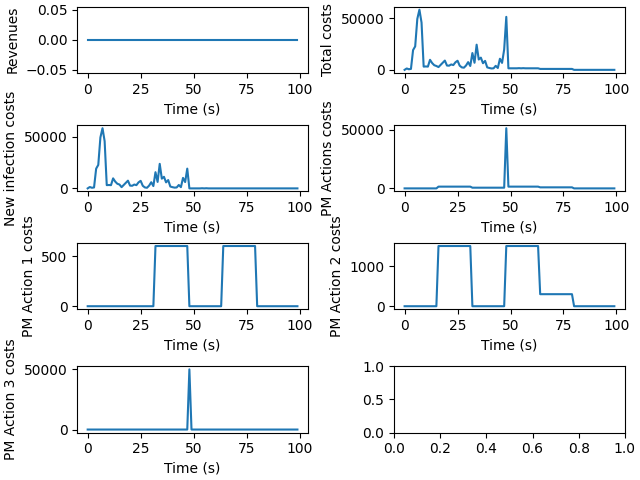 Revenues
0.05
0.00
−0.05
0 25 50 75 100
Time (s)
Total costs
50000
0
0 25 50 75 100
Time (s)
New infection costs
50000
0
0 25 50 75 100
Time (s)
PM Actions costs
50000
0
0 25 50 75 100
Time (s)
PM Action 1 costs
500
0
0 25 50 75 100
Time (s)
PM Action 2 costs
1000
0
0 25 50 75 100
Time (s)
PM Action 3 costs
50000
0
0 25 50 75 100
Time (s)
1.0
0.5
0.0
0.0 0.2 0.4 0.6 0.8 1.0